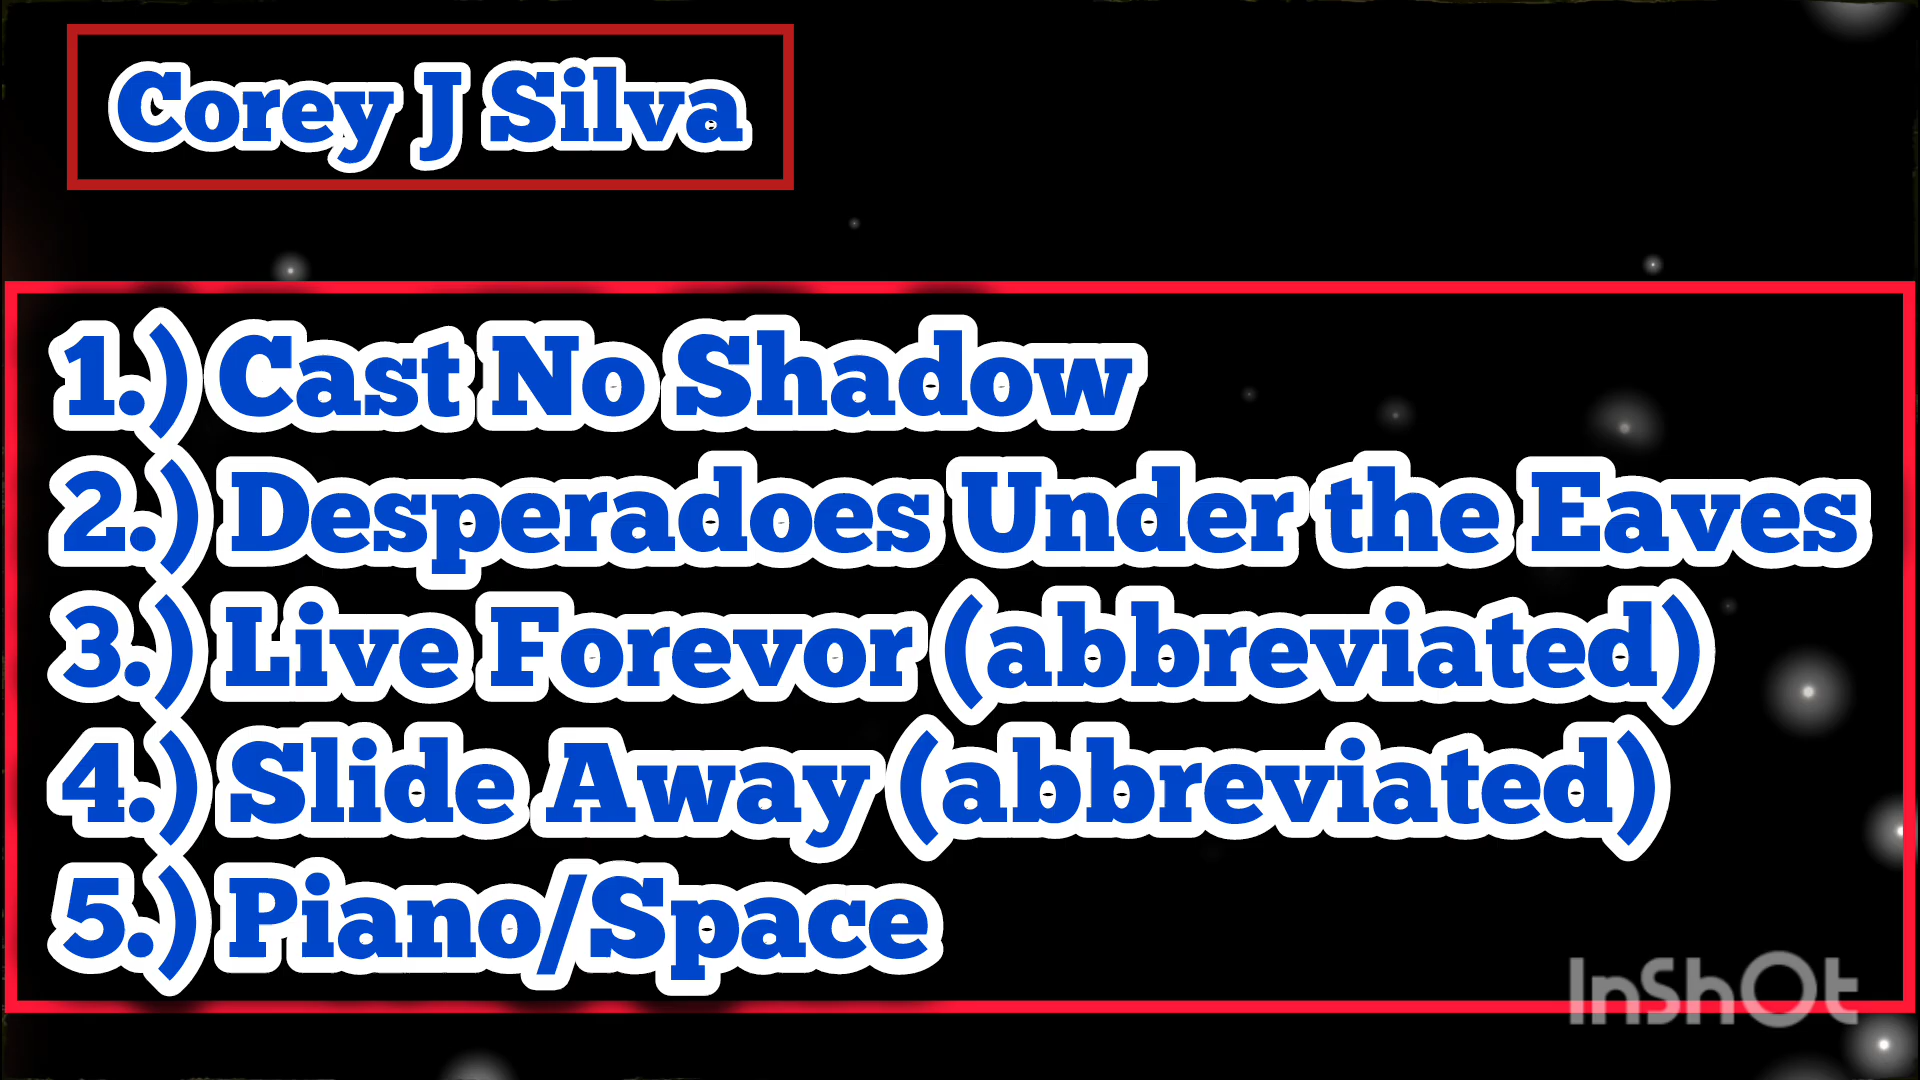 Corey J Silva
1.) Cast No Shadow
2.) Desperadoes Under the Eaves
3.) Live Forevor (abbreviated)
4.) Slide Away (abbreviated)
5.) Piano/Space
InShOt